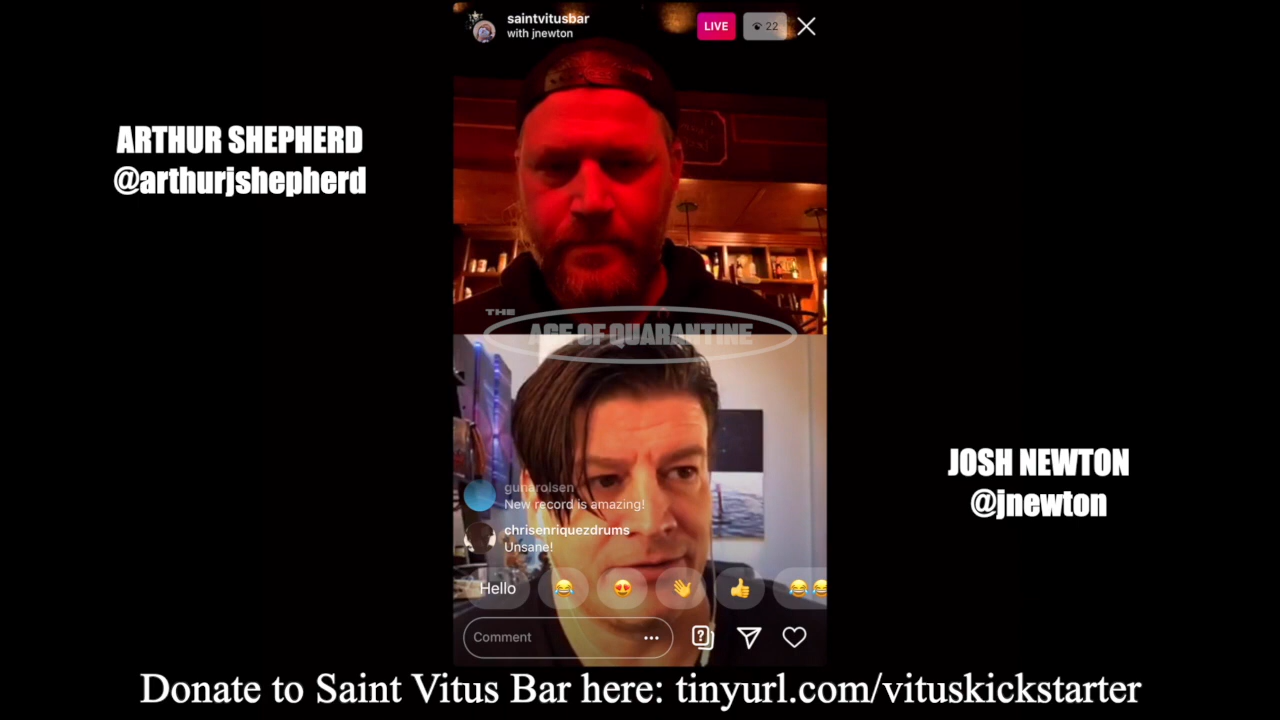 saintvitusbar
with jnewton
LIVE
22
ARTHUR SHEPHERD
@arthurjshepherd
THE
AGE OF QUARANTINE
JOSH NEWTON
@jnewton
gunarolsen
New record is amazing!
chrisenriquezdrums
Unsane!
Hello
Comment
Donate to Saint Vitus Bar here: tinyurl.com/vituskickstarter